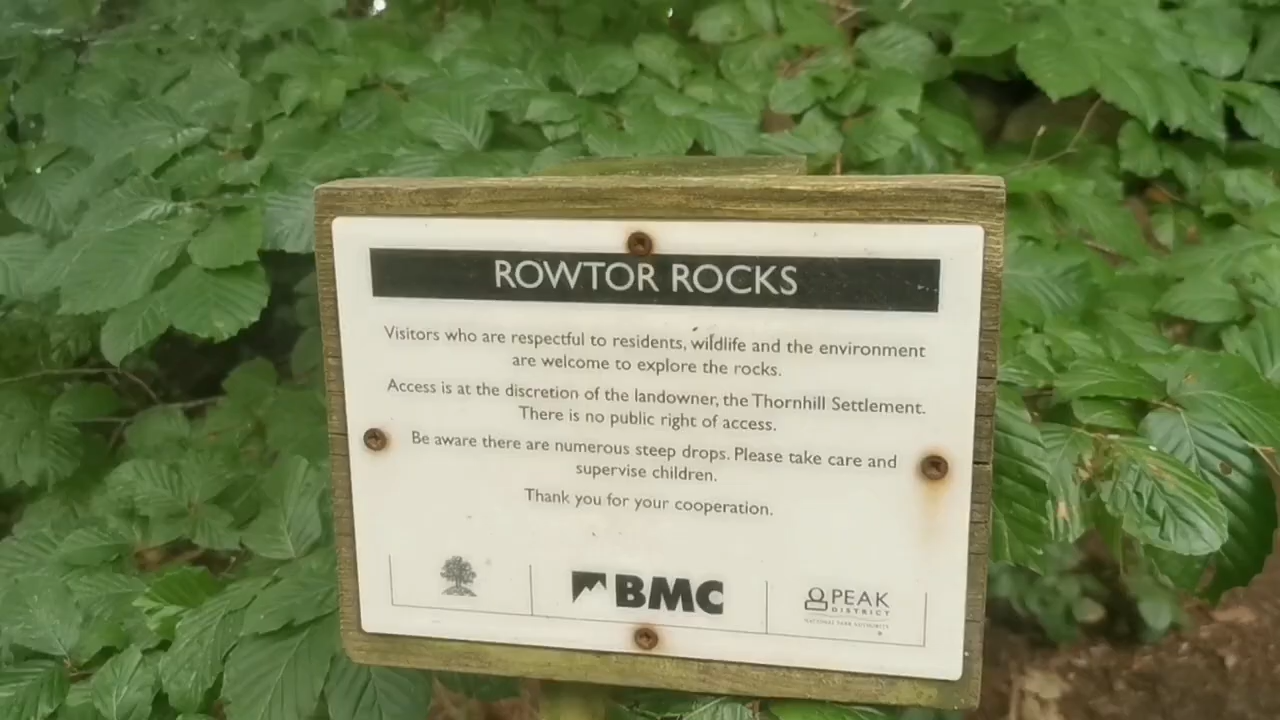 ROWTOR ROCKS
Visitors who are respectful to residents, wildlife and the environment
are welcome to explore the rocks.
Access is at the discretion of the landowner, the Thornhill Settlement.
There is no public right of access.
Be aware there are numerous steep drops. Please take care and
supervise children.
Thank you for your cooperation.
BMC
PEAK
DISTRICT
NATIONAL PARK AUTHORITY